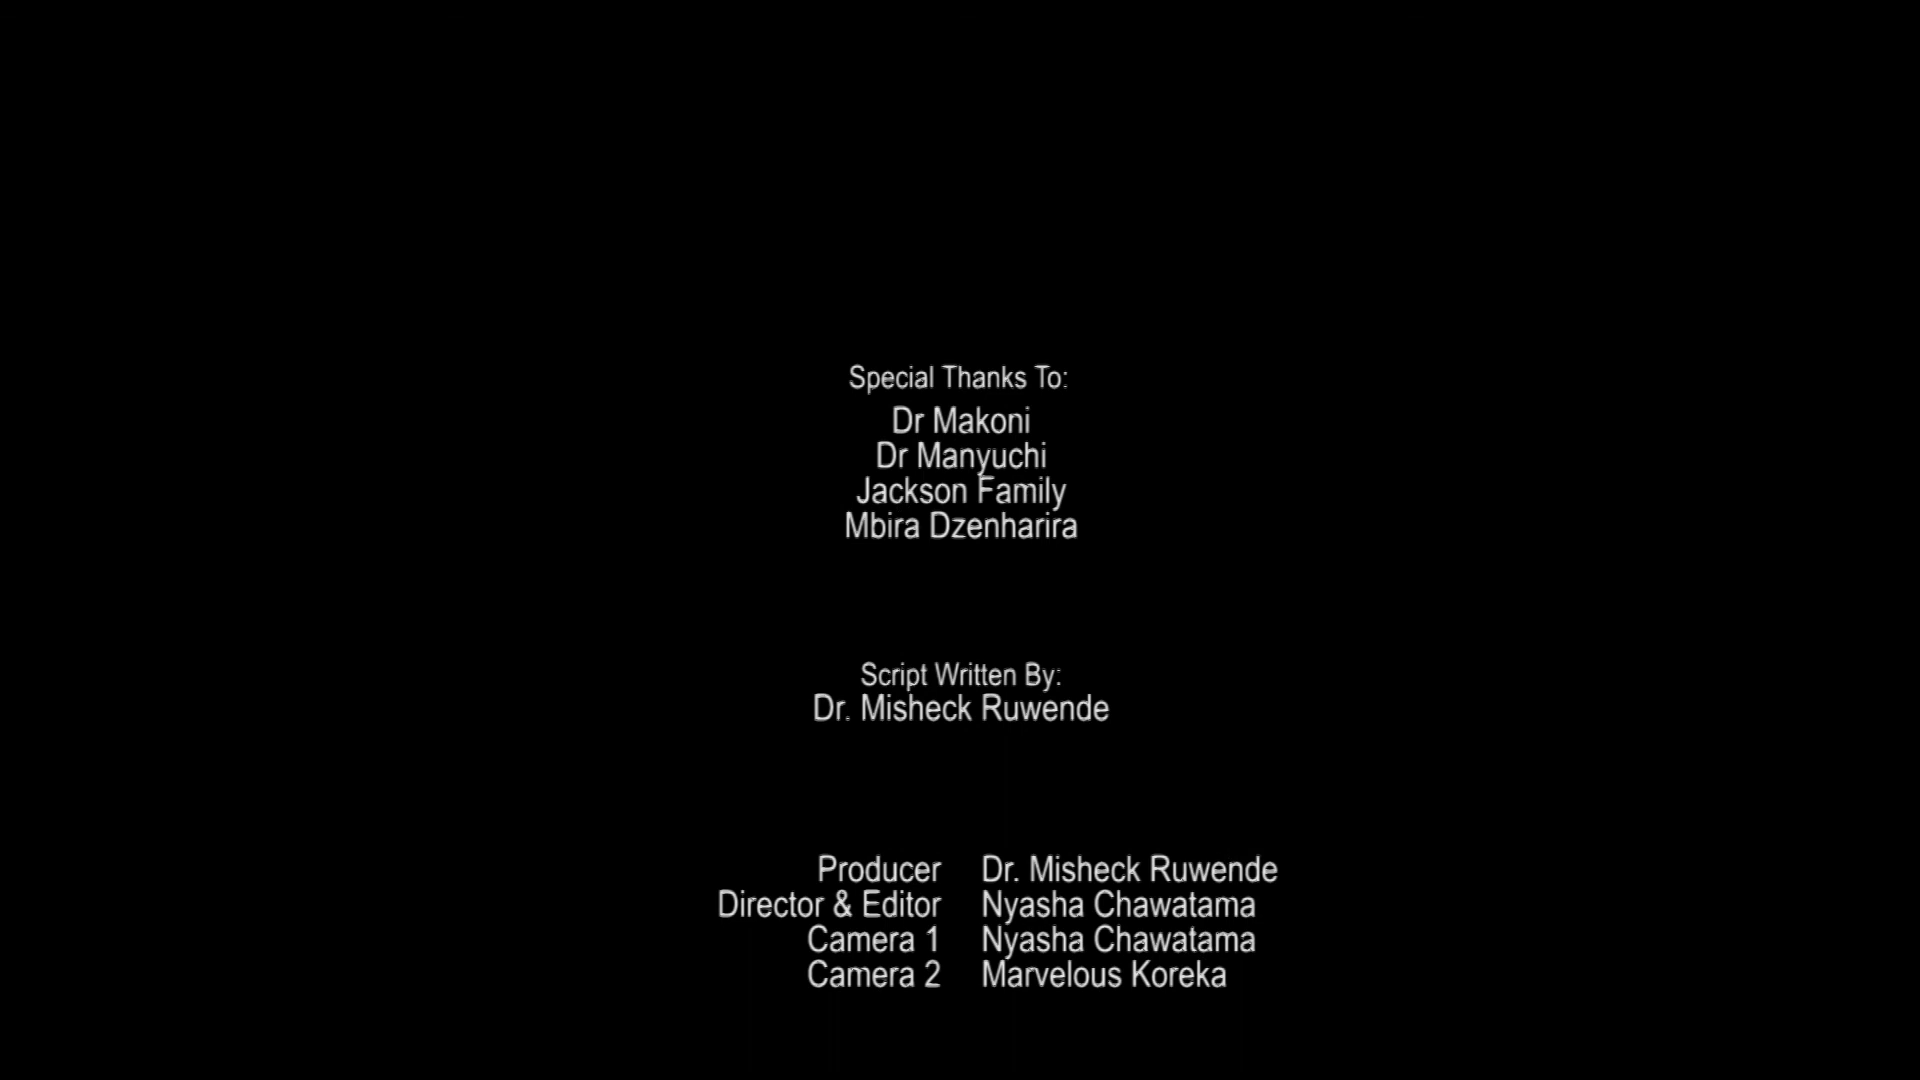 Special Thanks To:
Dr Makoni
Dr Manyuchi
Jackson Family
Mbira Dzenharira
Script Written By:
Dr. Misheck Ruwende
Producer Dr. Misheck Ruwende
Director & Editor Nyasha Chawatama
Camera 1 Nyasha Chawatama
Camera 2 Marvelous Koreka